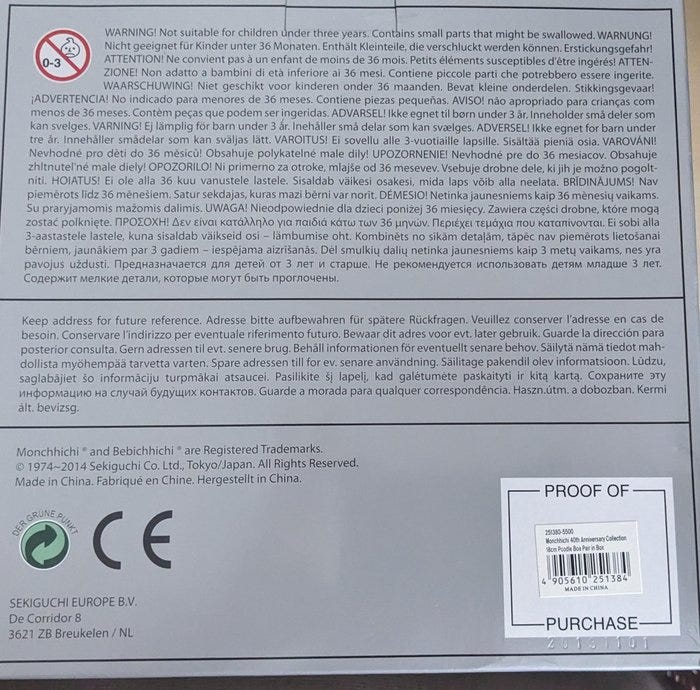 WARNING! Not suitable for children under three years. Contains small parts that might be swallowed. WARNUNG!
Nicht geeignet für Kinder unter 36 Monaten. Enthält Kleinteile, die verschluckt werden können. Erstickungsgefahr!
ATTENTION! Ne convient pas à un enfant de moins de 36 mois. Petits éléments susceptibles d'être ingérés! ATTEN-
ZIONE! Non adatto a bambini di età inferiore ai 36 mesi. Contiene piccole parti che potrebbero essere ingerite.
WAARSCHUWING! Niet geschikt voor kinderen onder 36 maanden. Bevat kleine onderdelen. Stikkingsgevaar!
¡ADVERTENCIA! No indicado para menores de 36 meses. Contiene piezas pequeñas. AVISO! não apropriado para crianças com
menos de 36 meses. Contèm peças que podem ser ingeridas. ADVARSEL! Ikke egnet til børn under 3 år. Inneholder små deler som
kan svelges. VARNING! Ej lämplig för barn under 3 år. Inehåller små delar som kan svælges. ADVERSEL! Ikke egnet for barn under
tre år. Innehåller smådelar som kan sväljas lätt. VAROITUS! Ei sovellu alle 3-vuotiaille lapsille. Sisältää pieniä osia. VAROVÁNI!
Nevhodné pro děti do 36 měsíců! Obsahuje polykatelné male dily! UPOZORNENIE! Nevhodné pre do 36 mesiacov. Obsahuje
zhltnutel'né male diely! OPOZORILO! Ni primerno za otroke, mlajše od 36 mesevec. Vsebuje drobne dele, ki jih je možno pogolt-
niti. HOIATUS! Ei ole alla 36 kuu vanustele lastele. Sisaldab väikesi osakesi, mida laps võib alla neelata. BRĪDINĀJUMS! Nav
piemērots līdz 36 mēnešiem. Satur sekdajas, kuras mazi bērni var norīt. DĖMESIO! Netinka jaunesniems kaip 36 mėnesių vaikams.
Su praryjamomis mažomis dalimis. UWAGA! Nieodpowiednie dla dzieci poniżej 36 miesięcy. Zawiera części drobne, które mogą
zostać połknięte. ΠΡΟΣΟΧΗ! Δεν είναι κατάλληλο για παιδιά κάτω των 36 μηνών. Περιέχει τεμάχια που καταπίνονται. Ei sobi alla
3-aastastele lastele, kuna sisaldab väikseid osi – lämbumise oht. Kombinēts no sikām detaļām, tāpēc nav piemērots lietošanai
bērniem, jaunākiem par 3 gadiem – iespējama aizrīšanās. Dėl smulkių dalių netinka jaunesniems kaip 3 metų vaikams, nes yra
pavojus uždusti. Предназначается для детей от 3 лет и старше. Не рекомендуется использовать детям младше 3 лет.
Содержит мелкие детали, которые могут быть проглочены.
0-3
Keep address for future reference. Adresse bitte aufbewahren für spätere Rückfragen. Veuillez conserver l'adresse en cas de
besoin. Conservare l'indirizzo per eventuale riferimento futuro. Bewaar dit adres voor evt. later gebruik. Guarde la dirección para
posterior consulta. Gern adressen til evt. senere brug. Behåll informationen för eventuellt senare behov. Säilytä nämä tiedot mah-
dollista myöhempää tarvetta varten. Spare adressen till for ev. senare användning. Säilitage pakendil olev informatsioon. Lūdzu,
saglabājiet šo informāciju turpmākai atsaucei. Pasilikite šį lapelį, kad galėtumėte paskaityti ir kitą kartą. Сохраните эту
информацию на случай будущих контактов. Guarde a morada para qualquer correspondência. Haszn.útm. a dobozban. Kermi
ált. bevizsg.
Monchhichi ® and Bebichhichi ® are Registered Trademarks.
© 1974~2014 Sekiguchi Co. Ltd., Tokyo/Japan. All Rights Reserved.
Made in China. Fabriqué en Chine. Hergestellt in China.
DER GRÜNE PUNKT
CE
SEKIGUCHI EUROPE B.V.
De Corridor 8
3621 ZB Breukelen / NL
PROOF OF
251380-5500
Monchhichi 40th Anniversary Collection
18cm Poodle Boa Pair in Box
4 905610 251384
MADE IN CHINA
PURCHASE